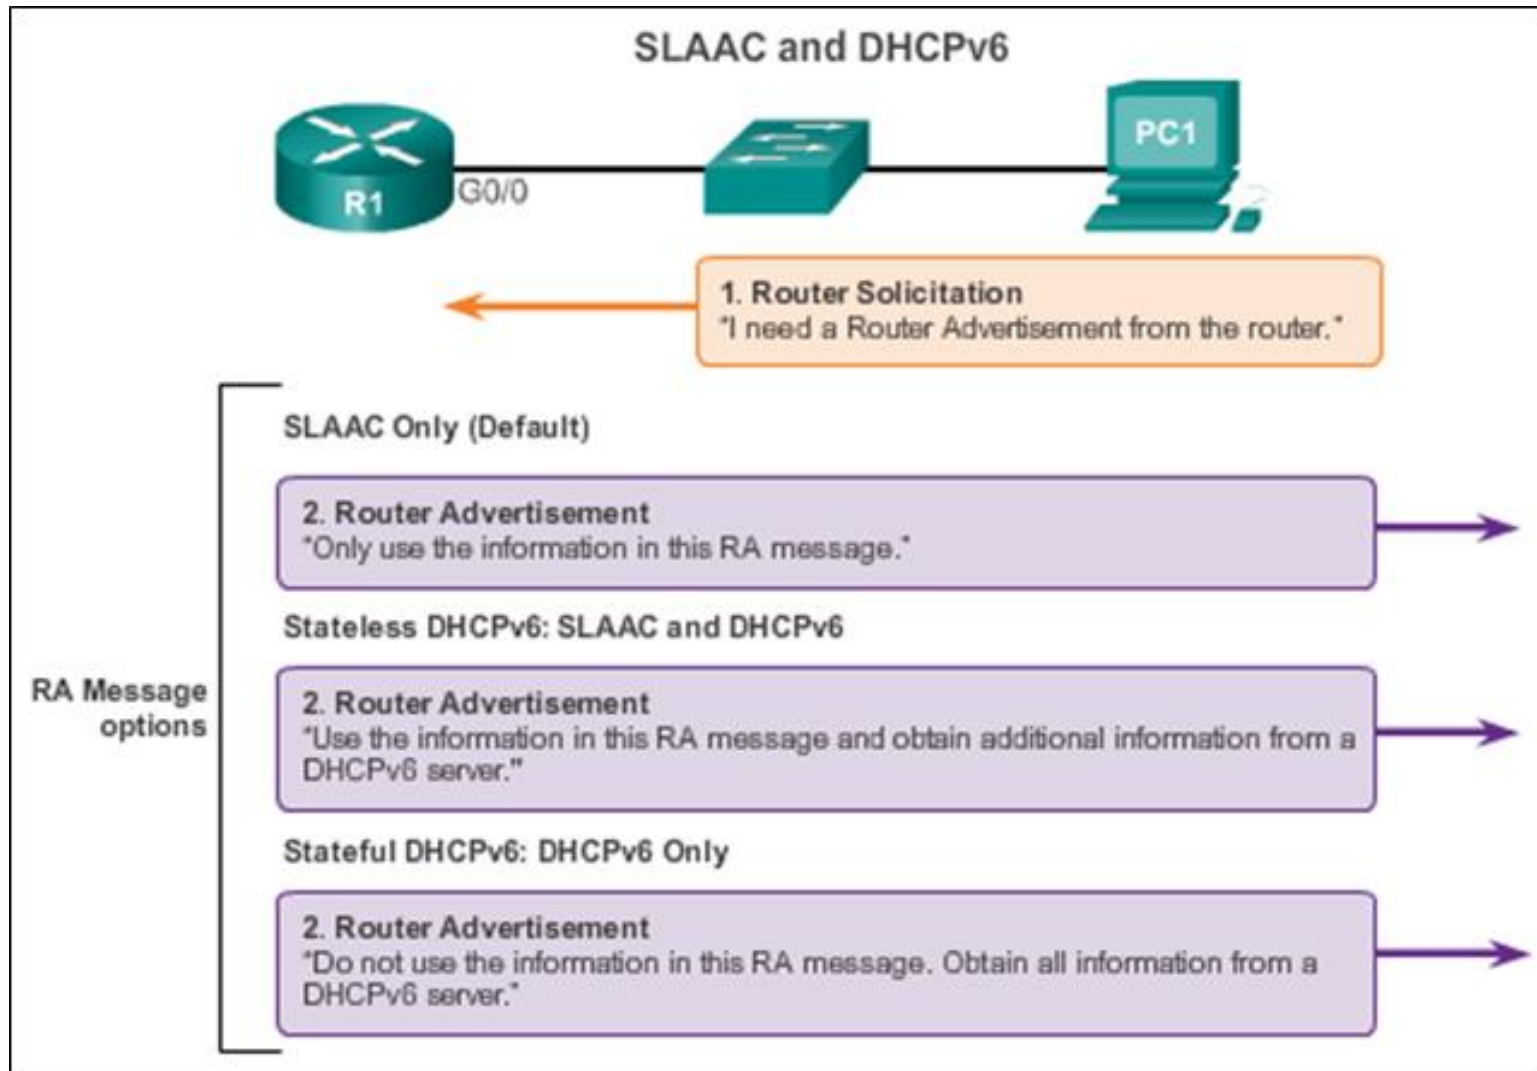 SLAAC and DHCPv6
R1
G0/0
PC1
1. Router Solicitation
"I need a Router Advertisement from the router."
SLAAC Only (Default)
2. Router Advertisement
"Only use the information in this RA message."
Stateless DHCPv6: SLAAC and DHCPv6
RA Message
options
2. Router Advertisement
"Use the information in this RA message and obtain additional information from a
DHCPv6 server."
Stateful DHCPv6: DHCPv6 Only
2. Router Advertisement
"Do not use the information in this RA message. Obtain all information from a
DHCPv6 server."